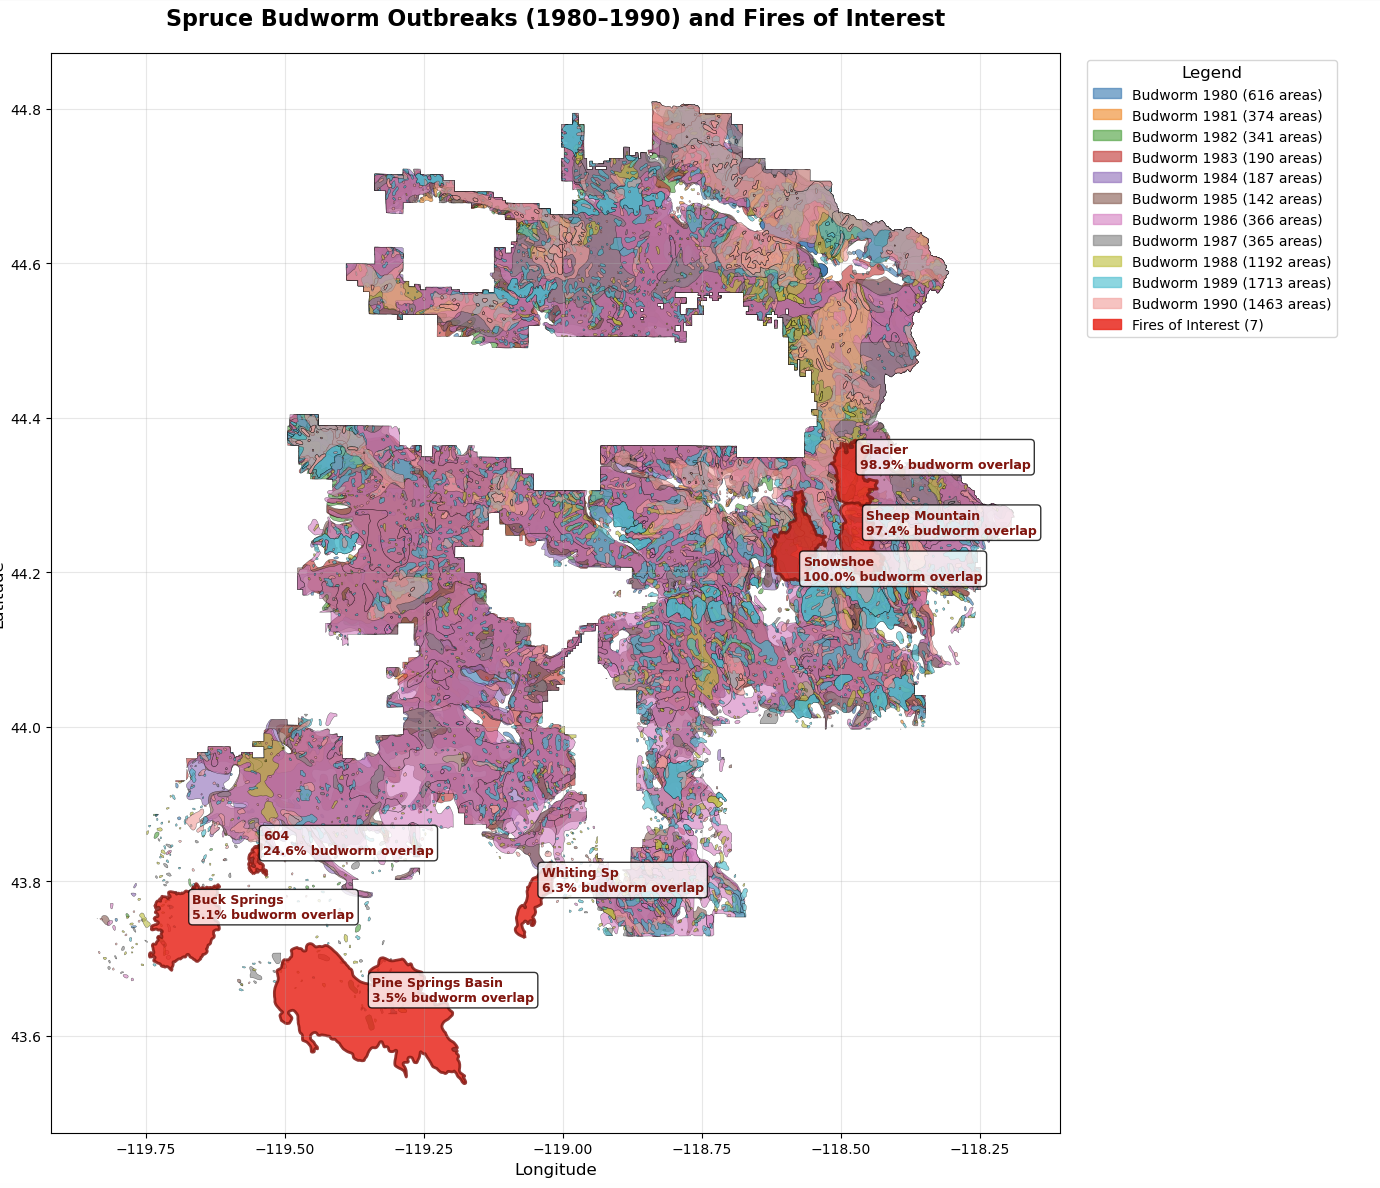 Spruce Budworm Outbreaks (1980–1990) and Fires of Interest
44.8
44.6
44.4
44.2
44.0
43.8
43.6
−119.75
−119.50
−119.25
−119.00
−118.75
−118.50
−118.25
Longitude
Glacier
98.9% budworm overlap
Sheep Mountain
97.4% budworm overlap
Snowshoe
100.0% budworm overlap
604
24.6% budworm overlap
Whiting Sp
6.3% budworm overlap
Buck Springs
5.1% budworm overlap
Pine Springs Basin
3.5% budworm overlap
Legend
Budworm 1980 (616 areas)
Budworm 1981 (374 areas)
Budworm 1982 (341 areas)
Budworm 1983 (190 areas)
Budworm 1984 (187 areas)
Budworm 1985 (142 areas)
Budworm 1986 (366 areas)
Budworm 1987 (365 areas)
Budworm 1988 (1192 areas)
Budworm 1989 (1713 areas)
Budworm 1990 (1463 areas)
Fires of Interest (7)